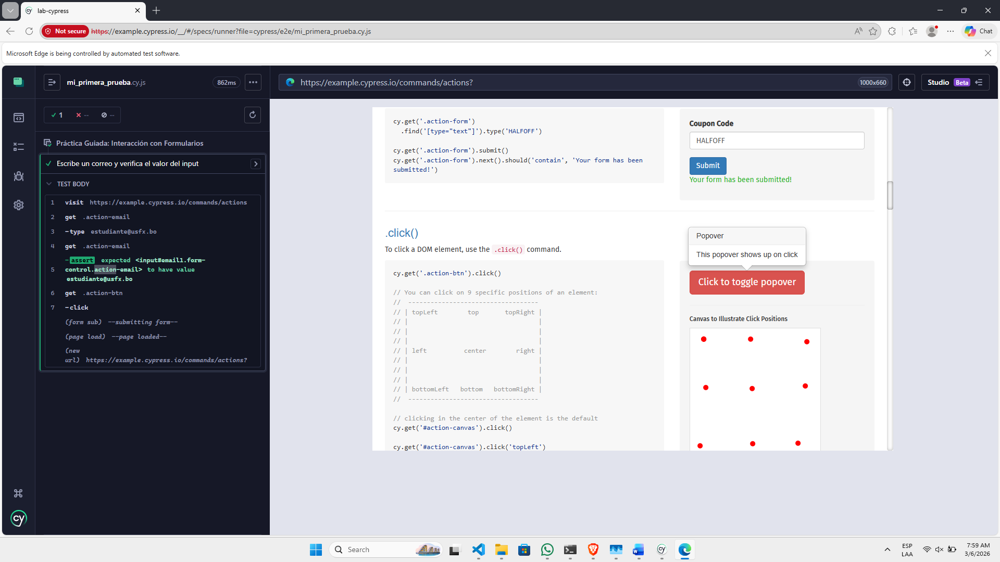 lab-cypress
Not secure
https://example.cypress.io/__/#/specs/runner?file=cypress/e2e/mi_primera_prueba.cy.js
Chat
Microsoft Edge is being controlled by automated test software.
mi_primera_prueba.cy.js
862ms
https://example.cypress.io/commands/actions?
1000x660
Studio Beta
1 -- --
Práctica Guiada: Interacción con Formularios
Escribe un correo y verifica el valor del input
TEST BODY
1 visit https://example.cypress.io/commands/actions
2 get .action-email
3 -type estudiante@usfx.bo
4 get .action-email
-assert expected <input#email1.form-
5 control.action-email> to have value
estudiante@usfx.bo
6 get .action-btn
7 -click
(form sub) --submitting form--
(page load) --page loaded--
(new
url) https://example.cypress.io/commands/actions?
cy
cy.get('.action-form')
.find('[type="text"]').type('HALFOFF')
cy.get('.action-form').submit()
cy.get('.action-form').next().should('contain', 'Your form has been
submitted!')
Coupon Code
HALFOFF
Submit
Your form has been submitted!
.click()
To click a DOM element, use the .click() command.
cy.get('.action-btn').click()
// You can click on 9 specific positions of an element:
// -----------------------------------
// | topLeft top topRight |
// | |
// | |
// | |
// | left center right |
// | |
// | |
// | |
// | bottomLeft bottom bottomRight |
// -----------------------------------
// clicking in the center of the element is the default
cy.get('#action-canvas').click()
cy.get('#action-canvas').click('topLeft')
Popover
This popover shows up on click
Click to toggle popover
Canvas to Illustrate Click Positions
Search
ESP
LAA
7:59 AM
3/6/2026